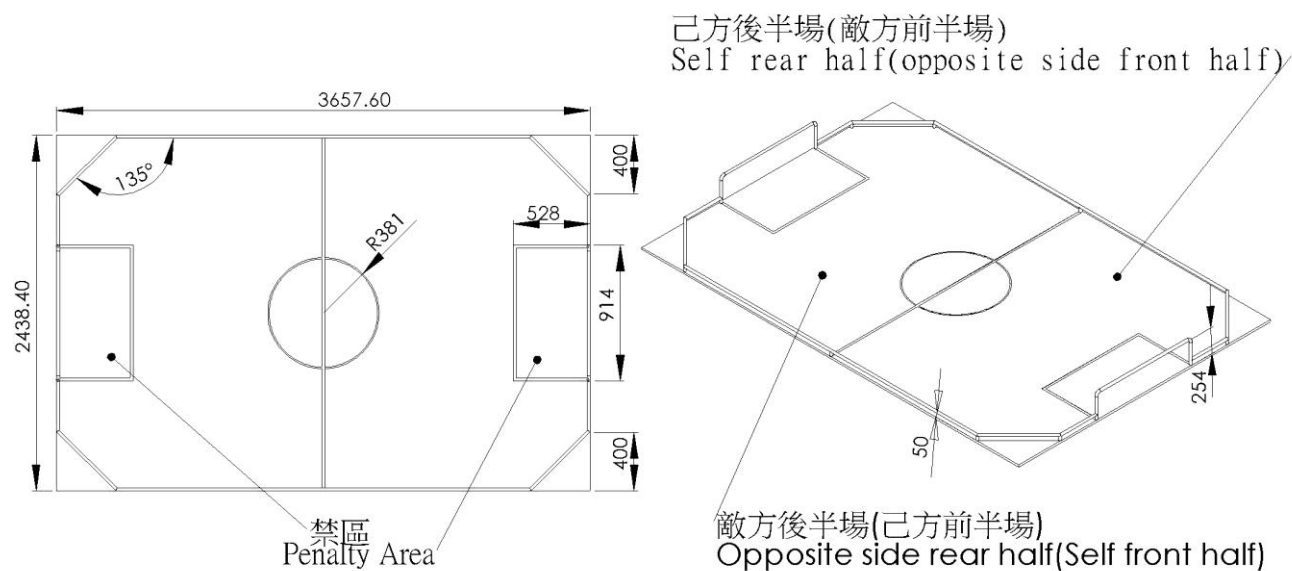 己方後半場(敵方前半場)
Self rear half(opposite side front half)
3657.60
135°
400
528
R381
2438.40
914
254
400
50
禁區
Penalty Area
敵方後半場(己方前半場)
Opposite side rear half(Self front half)